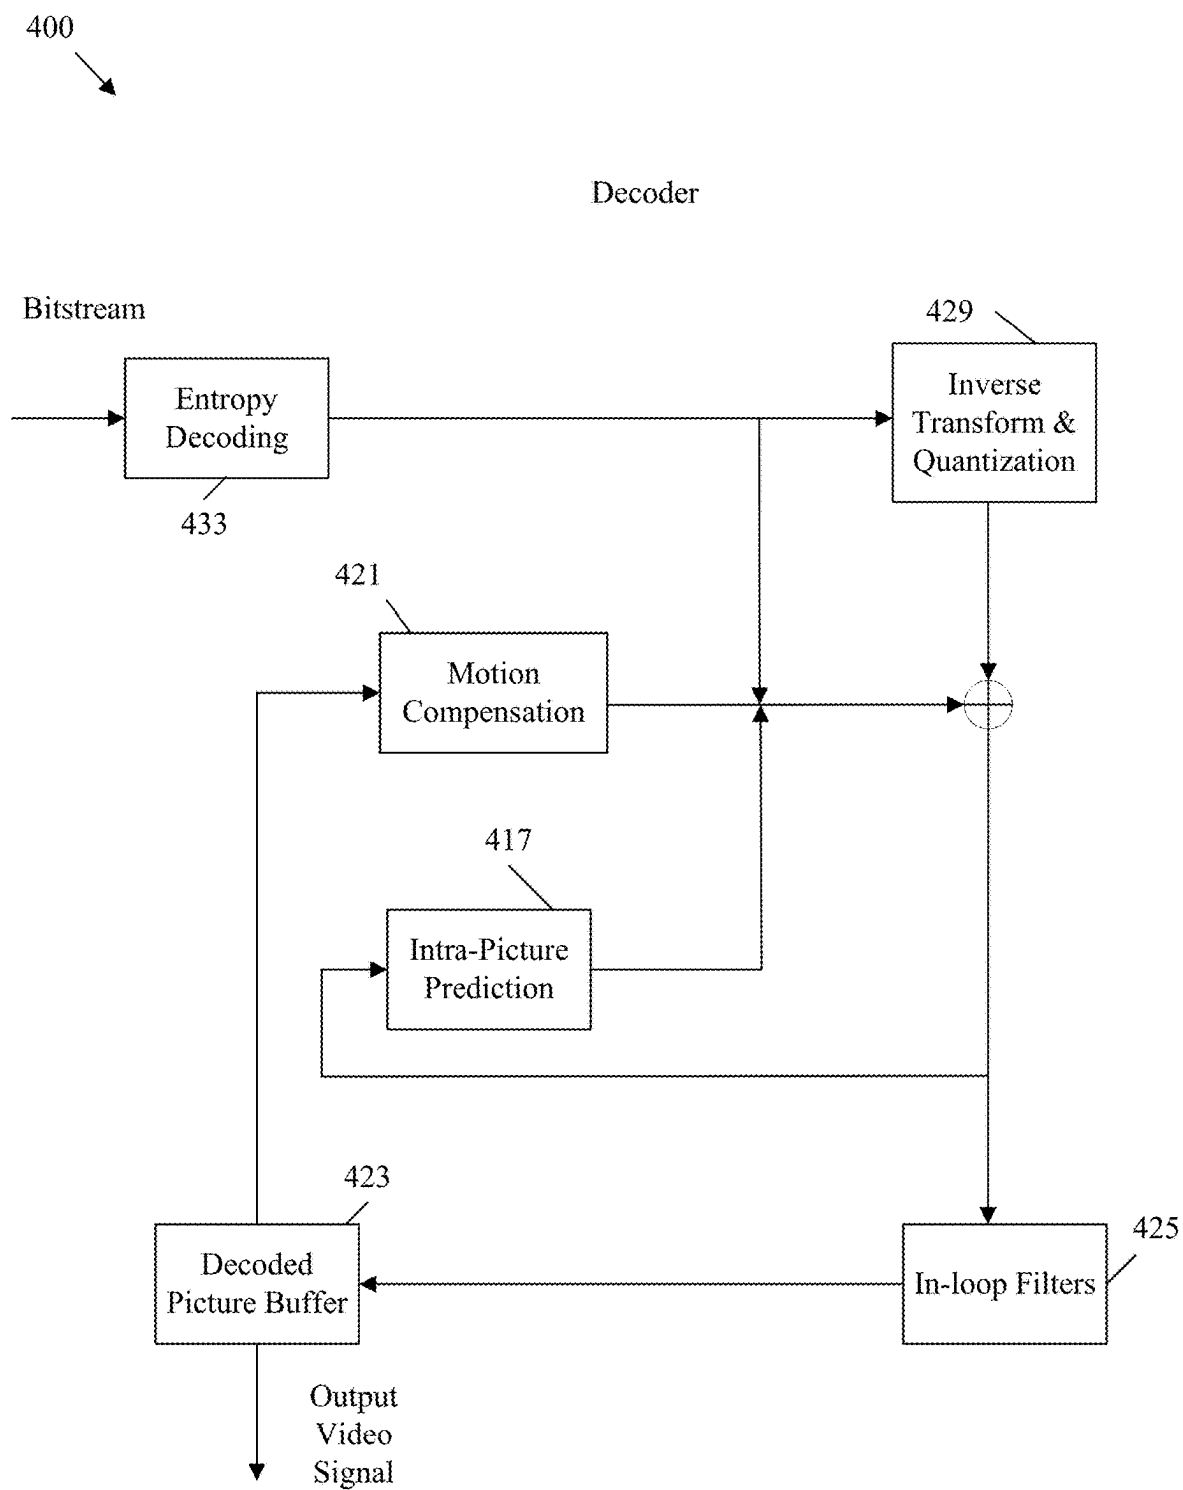 400
Decoder
Bitstream
429
Entropy
Decoding
433
Inverse
Transform &
Quantization
421
Motion
Compensation
417
Intra-Picture
Prediction
423
Decoded
Picture Buffer
425
In-loop Filters
Output
Video
Signal